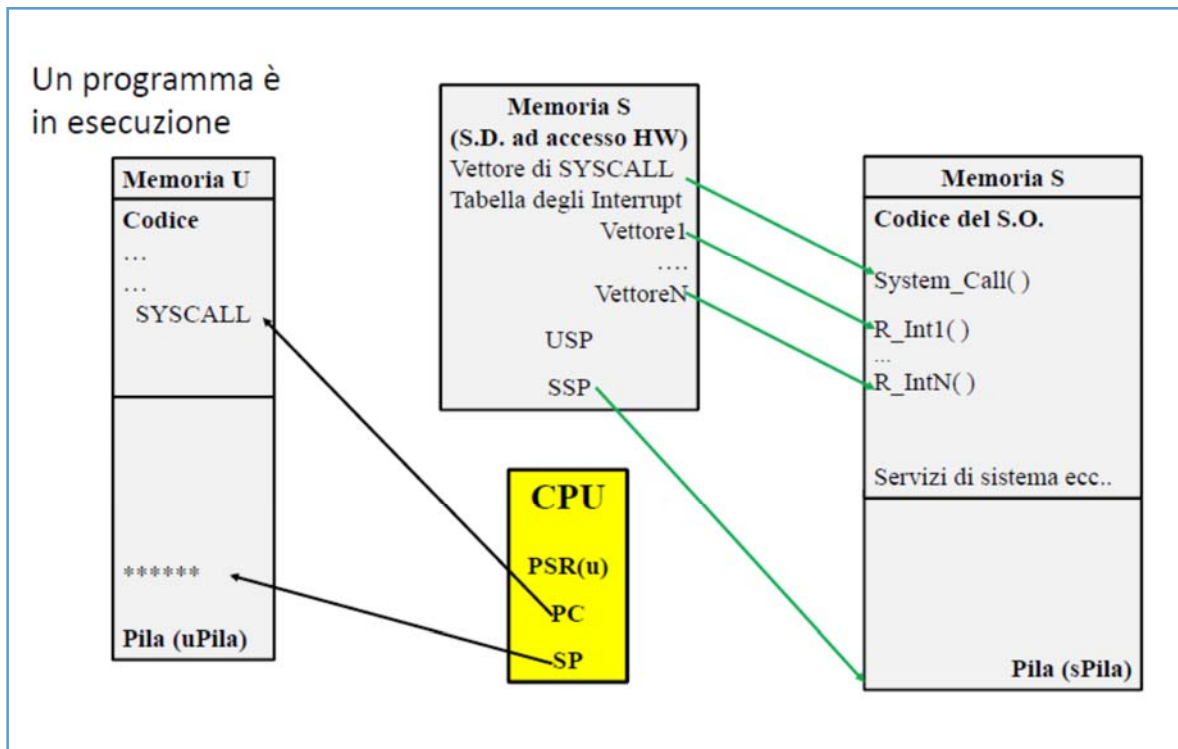 Un programma è
in esecuzione
Memoria U
Codice
...
...
SYSCALL
******
Pila (uPila)
Memoria S
(S.D. ad accesso HW)
Vettore di SYSCALL
Tabella degli Interrupt
Vettore1
....
VettoreN
USP
SSP
CPU
PSR(u)
PC
SP
Memoria S
Codice del S.O.
System_Call( )
R_Int1( )
...
R_IntN( )
Servizi di sistema ecc..
Pila (sPila)